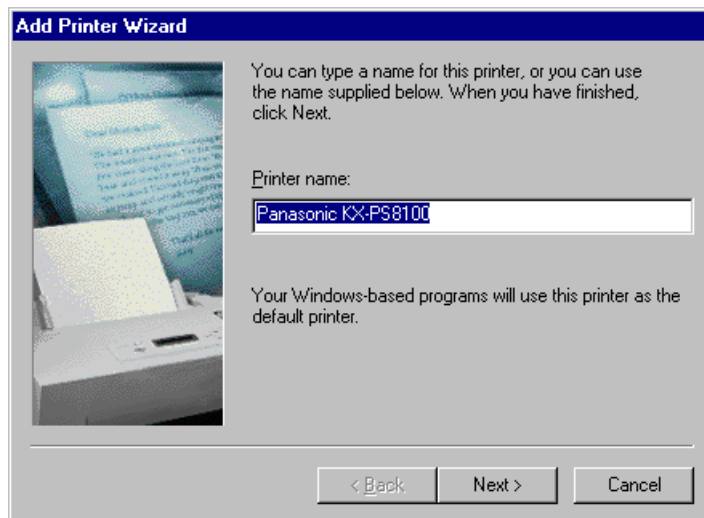 Add Printer Wizard
You can type a name for this printer, or you can use
the name supplied below. When you have finished,
click Next.
Printer name:
Panasonic KX-PS8100
Your Windows-based programs will use this printer as the
default printer.
< Back
Next >
Cancel